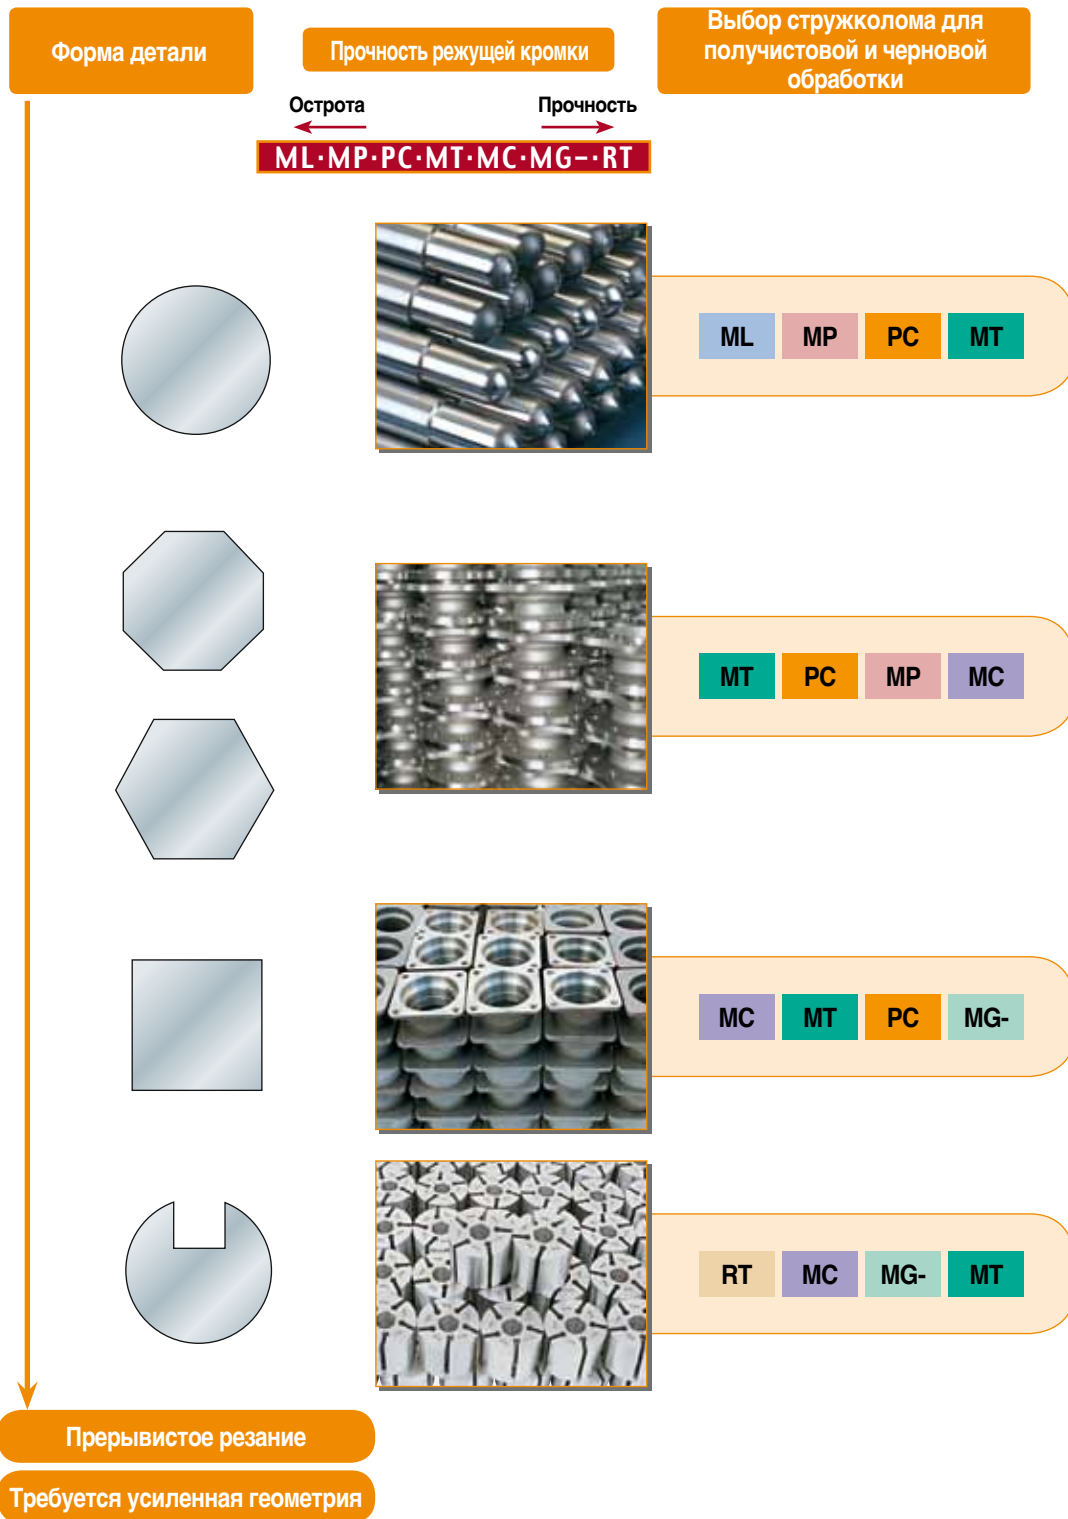 Форма детали
Прочность режущей кромки
Выбор стружколома для
получистовой и черновой
обработки
Острота
Прочность
ML·MP·PC·MT·MC·MG-·RT
ML MP PC MT
MT PC MP MC
MC MT PC MG-
RT MC MG- MT
Прерывистое резание
Требуется усиленная геометрия